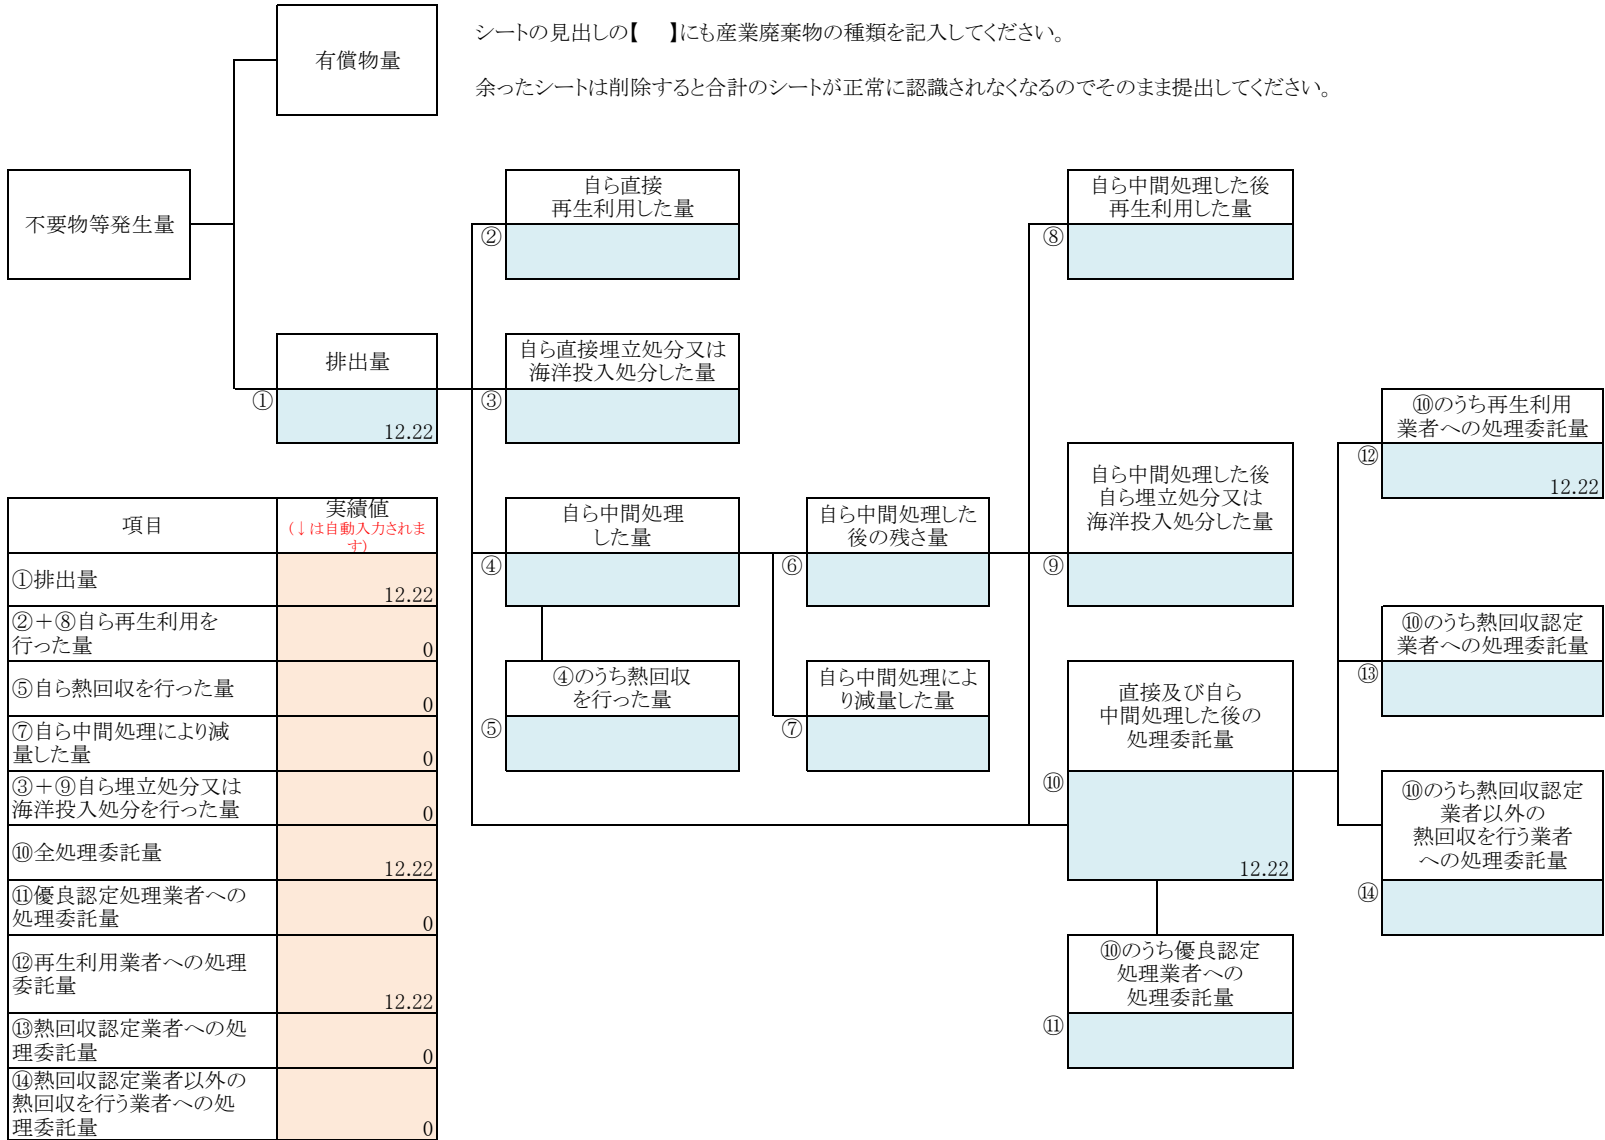 シートの見出しの【　】にも産業廃棄物の種類を記入してください。
余ったシートは削除すると合計のシートが正常に認識されなくなるのでそのまま提出してください。
有償物量
不要物等発生量
排出量
①
12.22
自ら直接
再生利用した量
②
自ら直接埋立処分又は
海洋投入処分した量
③
自ら中間処理
した量
④
④のうち熱回収
を行った量
⑤
自ら中間処理した
後の残さ量
⑥
自ら中間処理によ
り減量した量
⑦
自ら中間処理した後
再生利用した量
⑧
自ら中間処理した後
自ら埋立処分又は
海洋投入処分した量
⑨
直接及び自ら
中間処理した後の
処理委託量
⑩
12.22
⑩のうち優良認定
処理業者への
処理委託量
⑪
⑩のうち再生利用
業者への処理委託量
⑫
12.22
⑩のうち熱回収認定
業者への処理委託量
⑬
⑩のうち熱回収認定
業者以外の
熱回収を行う業者
への処理委託量
⑭
項目
実績値
(↓は自動入力されま
す)
①排出量
12.22
②＋⑧自ら再生利用を
行った量
0
⑤自ら熱回収を行った量
0
⑦自ら中間処理により減
量した量
0
③＋⑨自ら埋立処分又は
海洋投入処分を行った量
0
⑩全処理委託量
12.22
⑪優良認定処理業者への
処理委託量
0
⑫再生利用業者への処理
委託量
12.22
⑬熱回収認定業者への処
理委託量
0
⑭熱回収認定業者以外の
熱回収を行う業者への処
理委託量
0